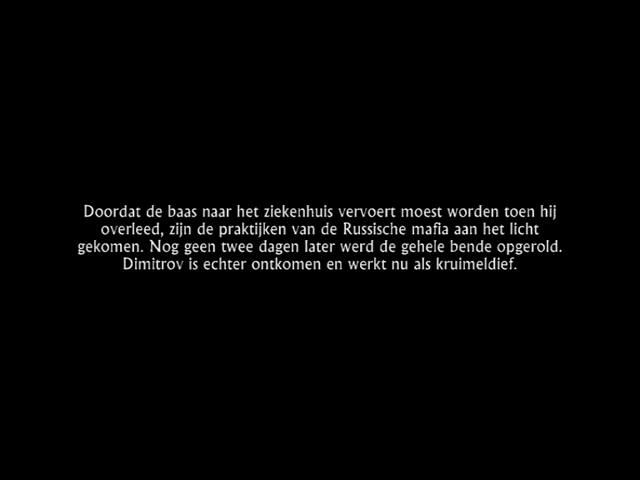 Doordat de baas naar het ziekenhuis vervoert moest worden toen hij
overleed, zijn de praktijken van de Russische mafia aan het licht
gekomen. Nog geen twee dagen later werd de gehele bende opgerold.
Dimitrov is echter ontkomen en werkt nu als kruimeldief.